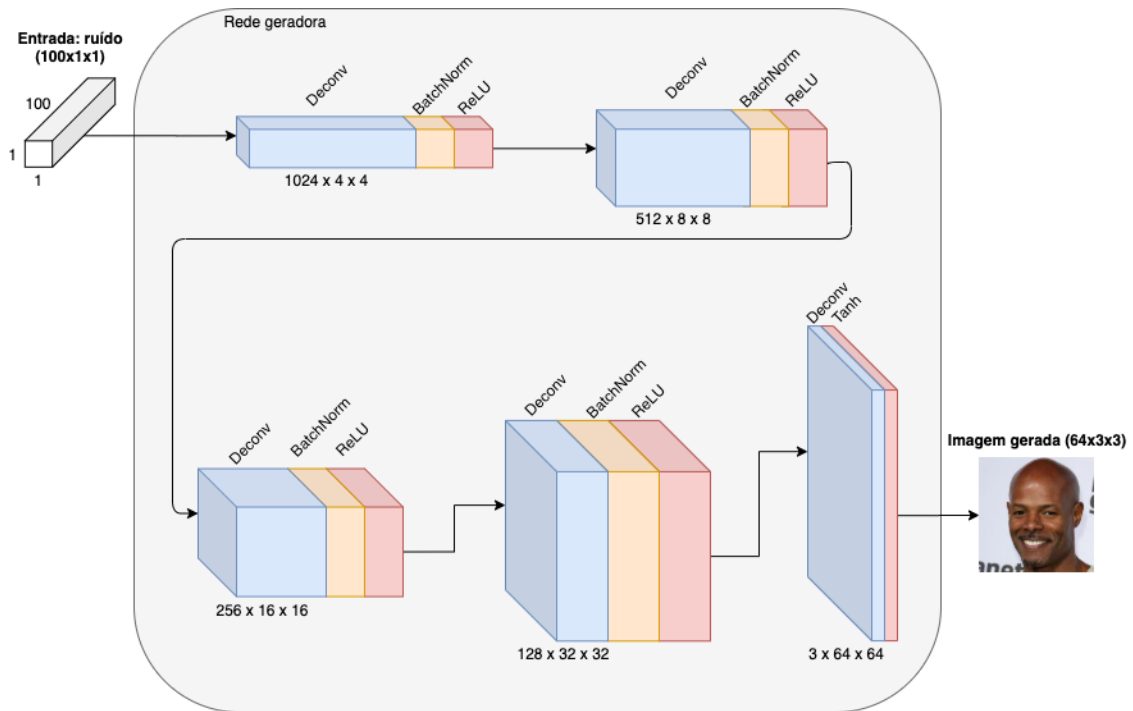 Rede geradora
Entrada: ruído
(100x1x1)
100
1
1
Deconv
BatchNorm
ReLU
1024 x 4 x 4
Deconv
BatchNorm
ReLU
512 x 8 x 8
Deconv
BatchNorm
ReLU
256 x 16 x 16
Deconv
BatchNorm
ReLU
128 x 32 x 32
Deconv
Tanh
3 x 64 x 64
Imagem gerada (64x3x3)